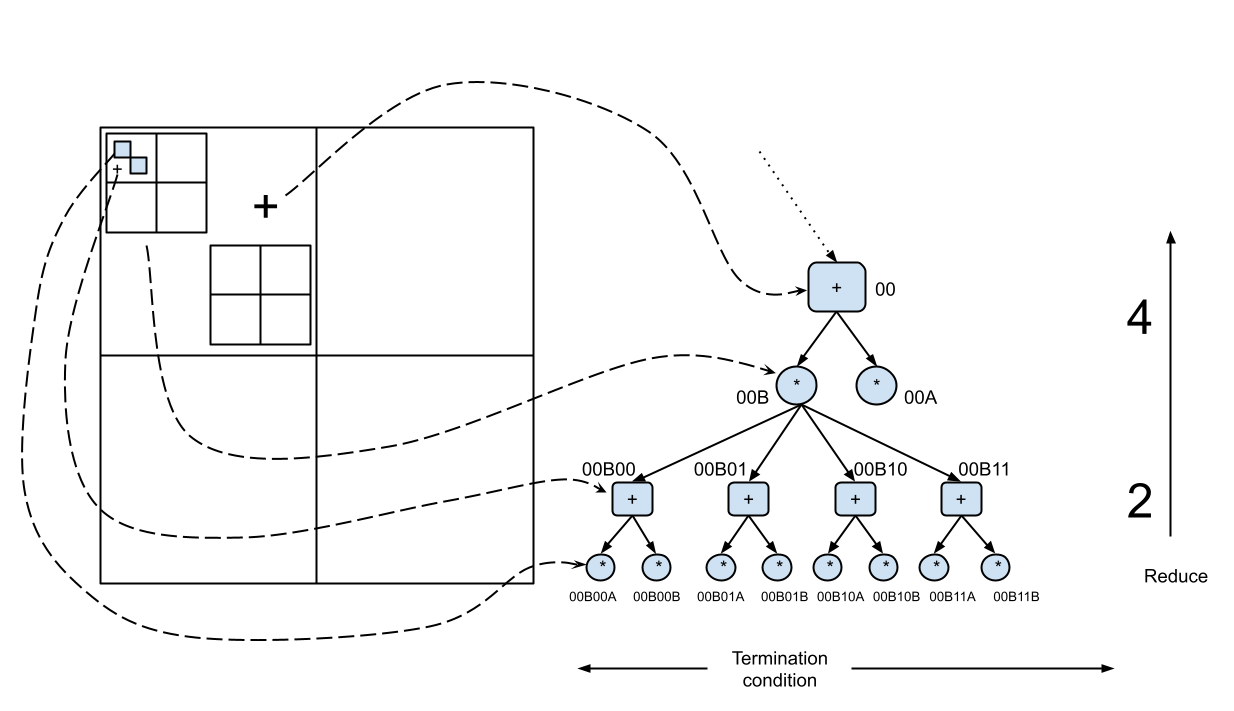 +
+
+
00
4
*
*
00B
00A
00B00
00B01
00B10
00B11
+
+
+
+
2
*
*
*
*
*
*
*
*
Reduce
00B00A
00B00B
00B01A
00B01B
00B10A
00B10B
00B11A
00B11B
Termination
condition